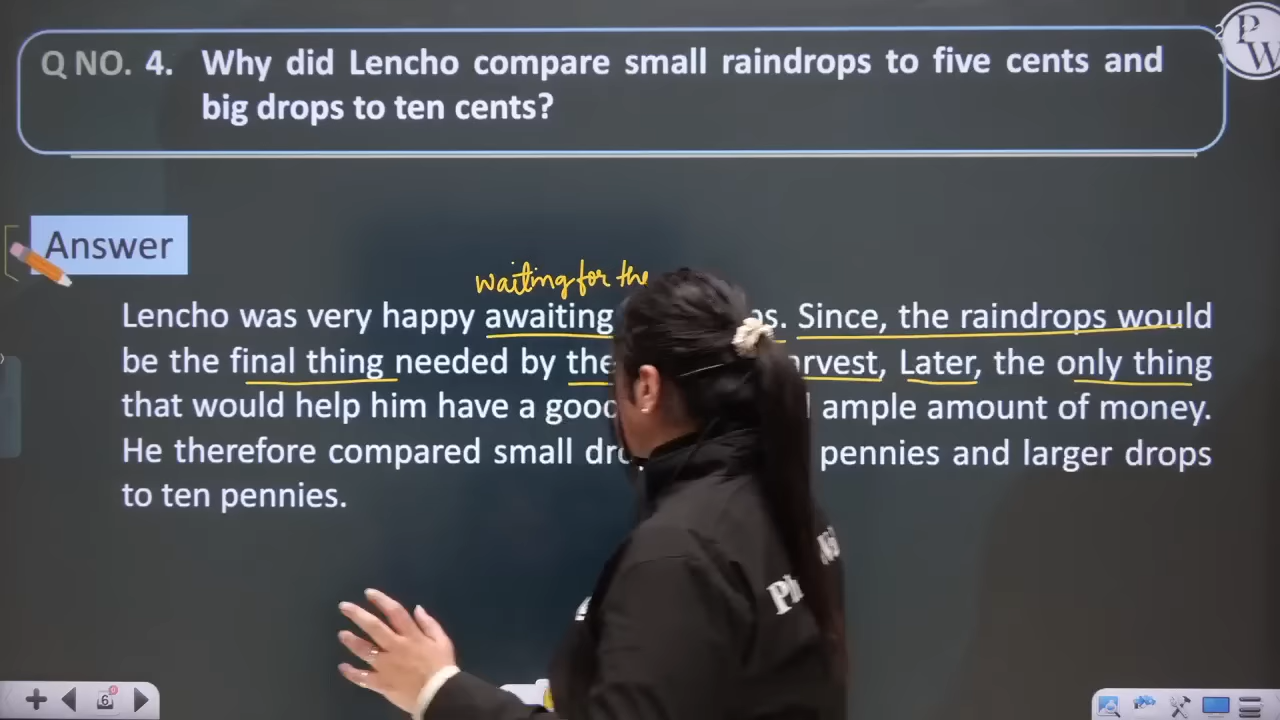 Q NO. 4. Why did Lencho compare small raindrops to five cents and
big drops to ten cents?
P
W
Answer
waiting for the
Lencho was very happy awaiting Since, the raindrops would
be the final thing needed by the Later, the only thing
that would help him have a ample amount of money.
He therefore compared small pennies and larger drops
to ten pennies.
6